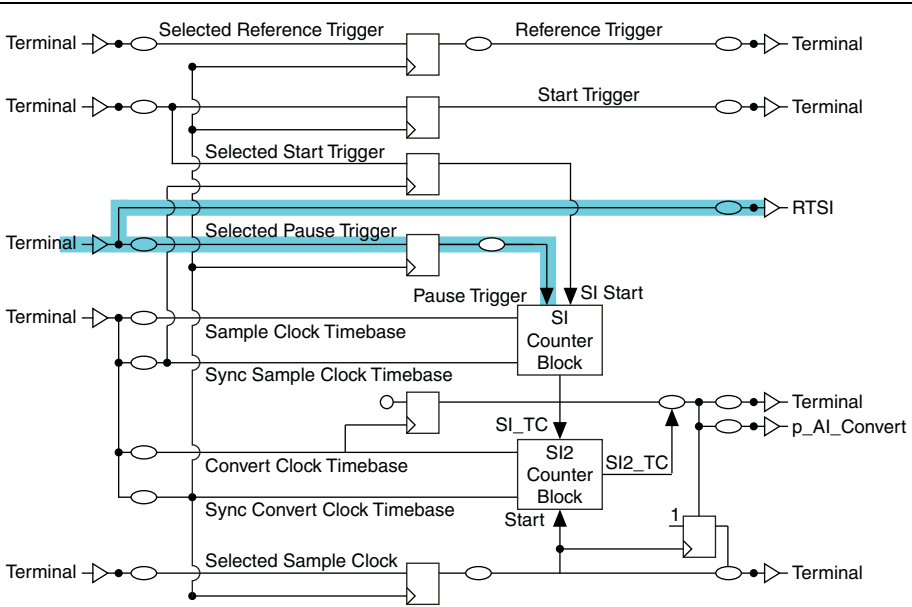 Selected Reference Trigger
Reference Trigger
Terminal
Terminal
Start Trigger
Terminal
Terminal
Selected Start Trigger
RTSI
Selected Pause Trigger
Terminal
Pause Trigger
SI Start
Terminal
SI
Counter
Block
Sample Clock Timebase
Sync Sample Clock Timebase
Terminal
SI_TC
p_AI_Convert
SI2
Counter
Block
SI2_TC
Convert Clock Timebase
Sync Convert Clock Timebase
Start
1
Selected Sample Clock
Terminal
Terminal